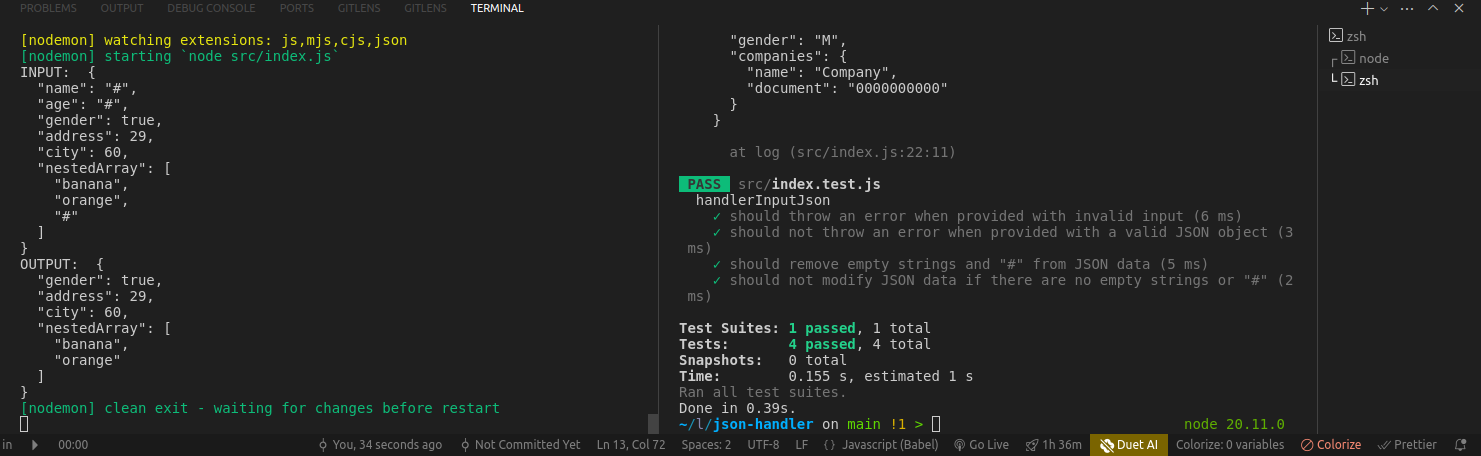 PROBLEMS OUTPUT DEBUG CONSOLE PORTS GITLENS GITLENS TERMINAL
[nodemon] watching extensions: js,mjs,cjs,json
[nodemon] starting `node src/index.js`
INPUT:  {
  "name": "#",
  "age": "#",
  "gender": true,
  "address": 29,
  "city": 60,
  "nestedArray": [
    "banana",
    "orange",
    "#"
  ]
}
OUTPUT:  {
  "gender": true,
  "address": 29,
  "city": 60,
  "nestedArray": [
    "banana",
    "orange"
  ]
}
[nodemon] clean exit - waiting for changes before restart
      "gender": "M",
      "companies": {
        "name": "Company",
        "document": "0000000000"
      }
    }
      at log (src/index.js:22:11)
PASS src/index.test.js
  handlerInputJson
    ✓ should throw an error when provided with invalid input (6 ms)
    ✓ should not throw an error when provided with a valid JSON object (3
 ms)
    ✓ should remove empty strings and "#" from JSON data (5 ms)
    ✓ should not modify JSON data if there are no empty strings or "#" (2
 ms)
Test Suites: 1 passed, 1 total
Tests:       4 passed, 4 total
Snapshots:   0 total
Time:        0.155 s, estimated 1 s
Ran all test suites.
Done in 0.39s.
~/l/json-handler on main !1 > node 20.11.0
zsh
node
zsh
in 00:00 You, 34 seconds ago Not Committed Yet Ln 13, Col 72 Spaces: 2 UTF-8 LF {} Javascript (Babel) Go Live 1h 36m Duet AI Colorize: 0 variables Colorize Prettier